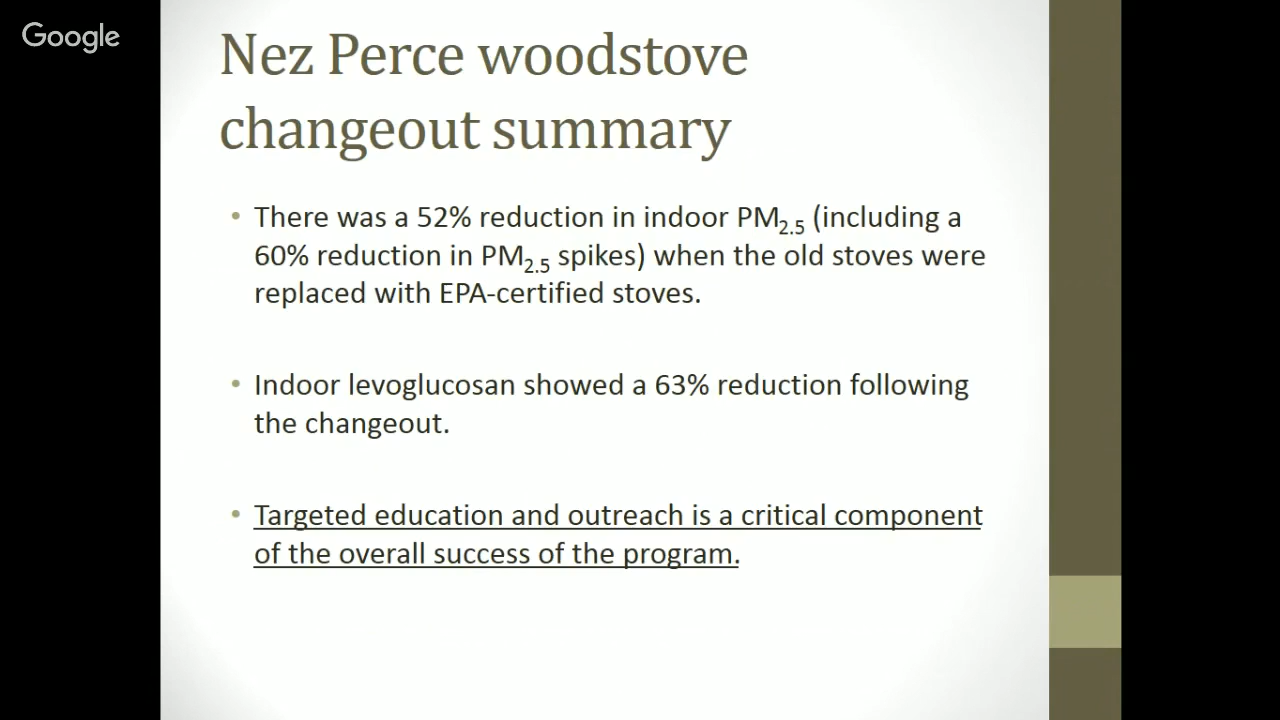 Google
Nez Perce woodstove
changeout summary
• There was a 52% reduction in indoor PM2.5 (including a
60% reduction in PM2.5 spikes) when the old stoves were
replaced with EPA-certified stoves.
• Indoor levoglucosan showed a 63% reduction following
the changeout.
• Targeted education and outreach is a critical component
of the overall success of the program.